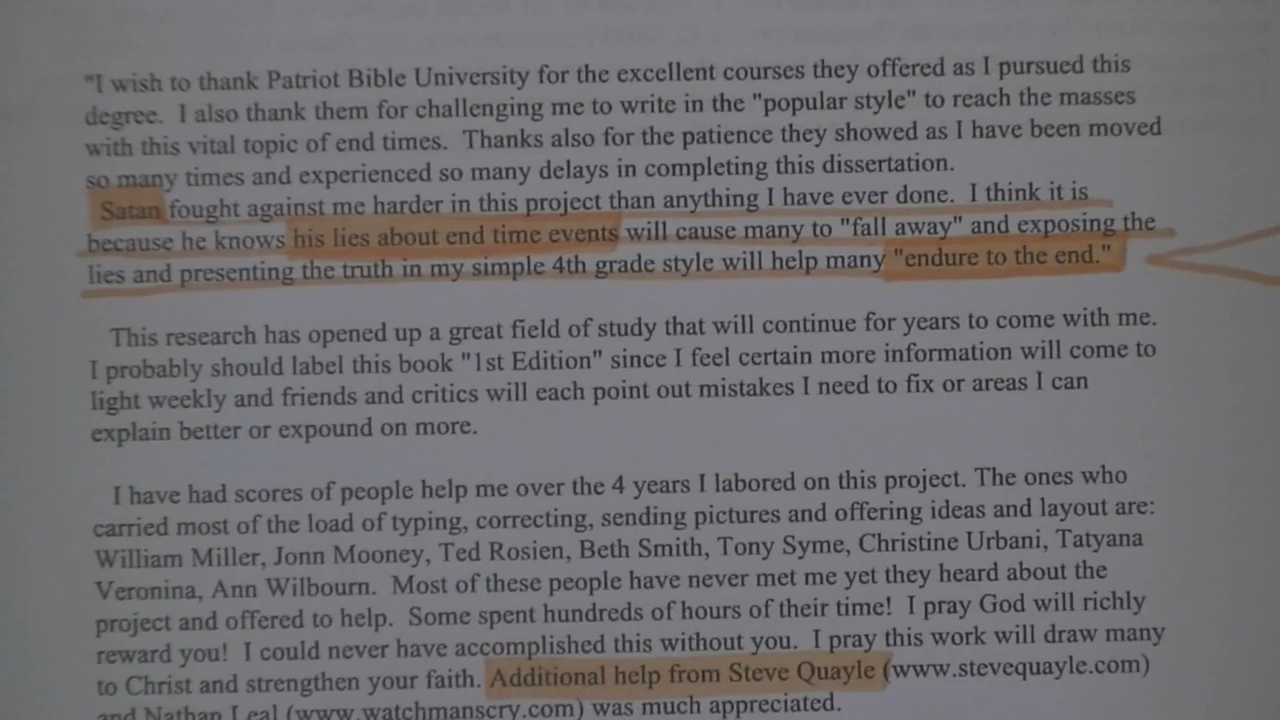 "I wish to thank Patriot Bible University for the excellent courses they offered as I pursued this
degree. I also thank them for challenging me to write in the "popular style" to reach the masses
with this vital topic of end times. Thanks also for the patience they showed as I have been moved
so many times and experienced so many delays in completing this dissertation.
Satan fought against me harder in this project than anything I have ever done. I think it is
because he knows his lies about end time events will cause many to "fall away" and exposing the
lies and presenting the truth in my simple 4th grade style will help many "endure to the end."
This research has opened up a great field of study that will continue for years to come with me.
I probably should label this book "1st Edition" since I feel certain more information will come to
light weekly and friends and critics will each point out mistakes I need to fix or areas I can
explain better or expound on more.
I have had scores of people help me over the 4 years I labored on this project. The ones who
carried most of the load of typing, correcting, sending pictures and offering ideas and layout are:
William Miller, Jonn Mooney, Ted Rosien, Beth Smith, Tony Syme, Christine Urbani, Tatyana
Veronina, Ann Wilbourn. Most of these people have never met me yet they heard about the
project and offered to help. Some spent hundreds of hours of their time! I pray God will richly
reward you! I could never have accomplished this without you. I pray this work will draw many
to Christ and strengthen your faith. Additional help from Steve Quayle (www.stevequayle.com)
and Nathan Leal (www.watchmanscry.com) was much appreciated.